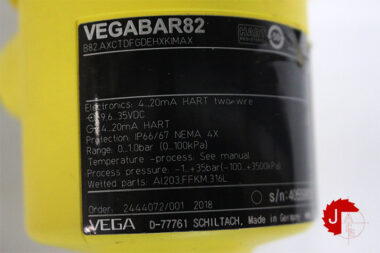 VEGABAR82
B82.AXCTDFGDEHXKIMAX
HART
Electronics: 4...20mA HART two-wire
9,6...35VDC
4...20mA HART
Protection: IP66/67 NEMA 4X
Range: 0...1.0bar (0...100kPa)
Temperature -process: See manual
Process pressure: -1...+35bar(-100...+3500kPa)
Wetted parts: Al203,FFKM,316L
s/n:
Order: 2444072/001 2018
VEGA D-77761 SCHILTACH, Made in Germany